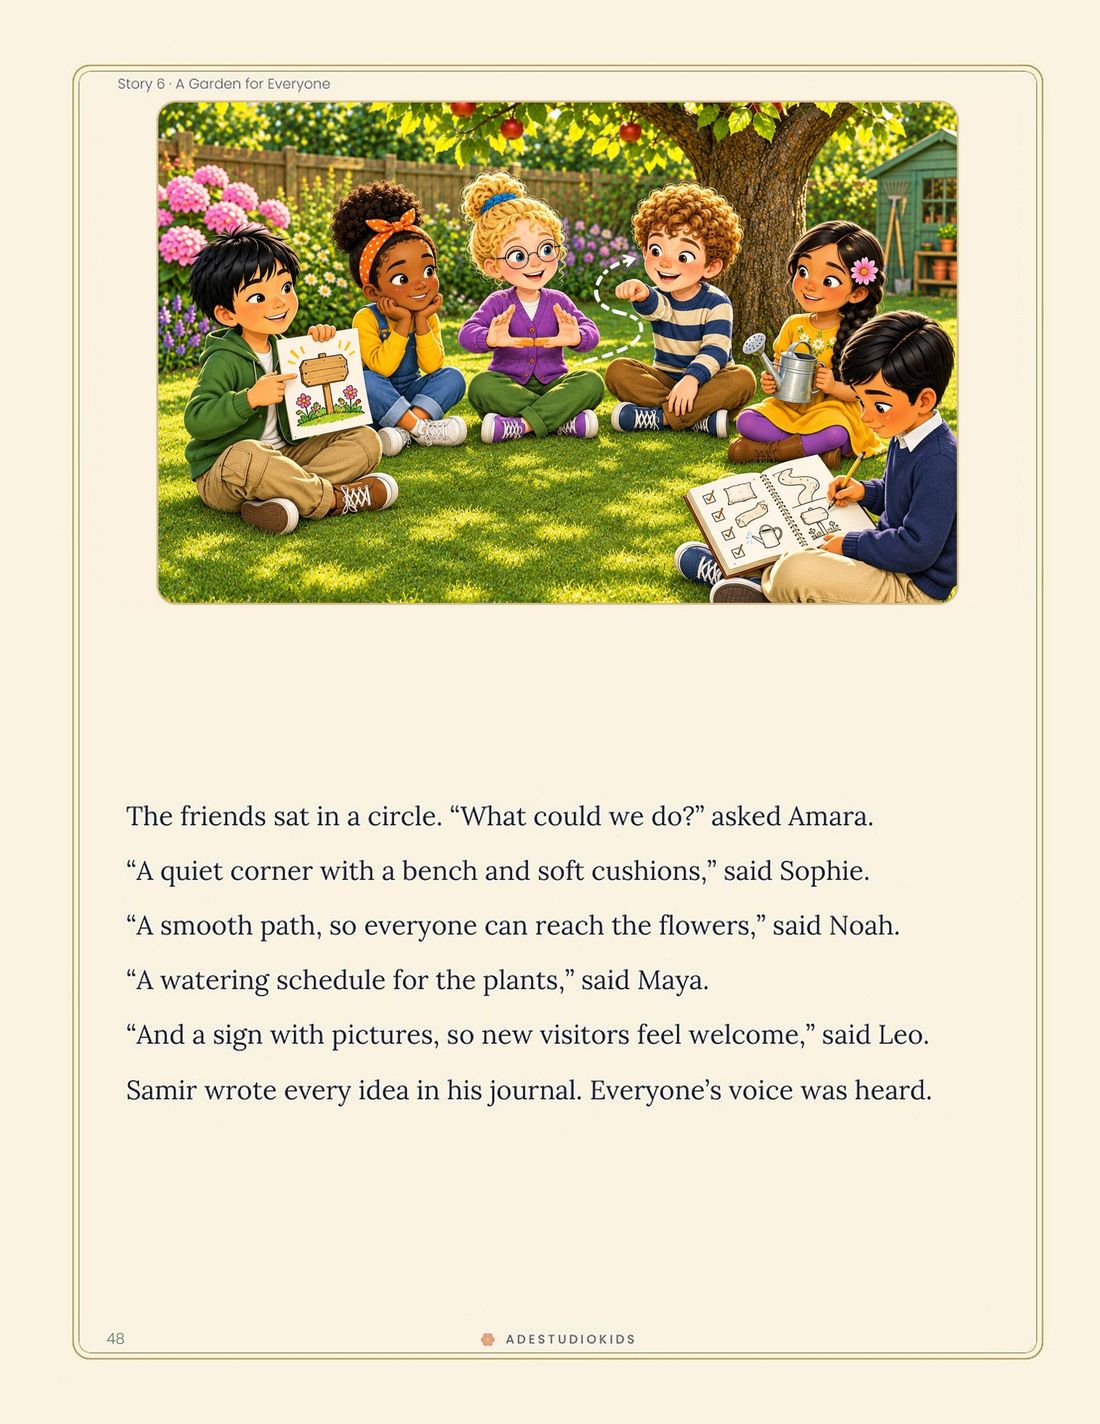 Story 6 · A Garden for Everyone
The friends sat in a circle. “What could we do?” asked Amara.
“A quiet corner with a bench and soft cushions,” said Sophie.
“A smooth path, so everyone can reach the flowers,” said Noah.
“A watering schedule for the plants,” said Maya.
“And a sign with pictures, so new visitors feel welcome,” said Leo.
Samir wrote every idea in his journal. Everyone’s voice was heard.
48
ADESTUDIOKIDS